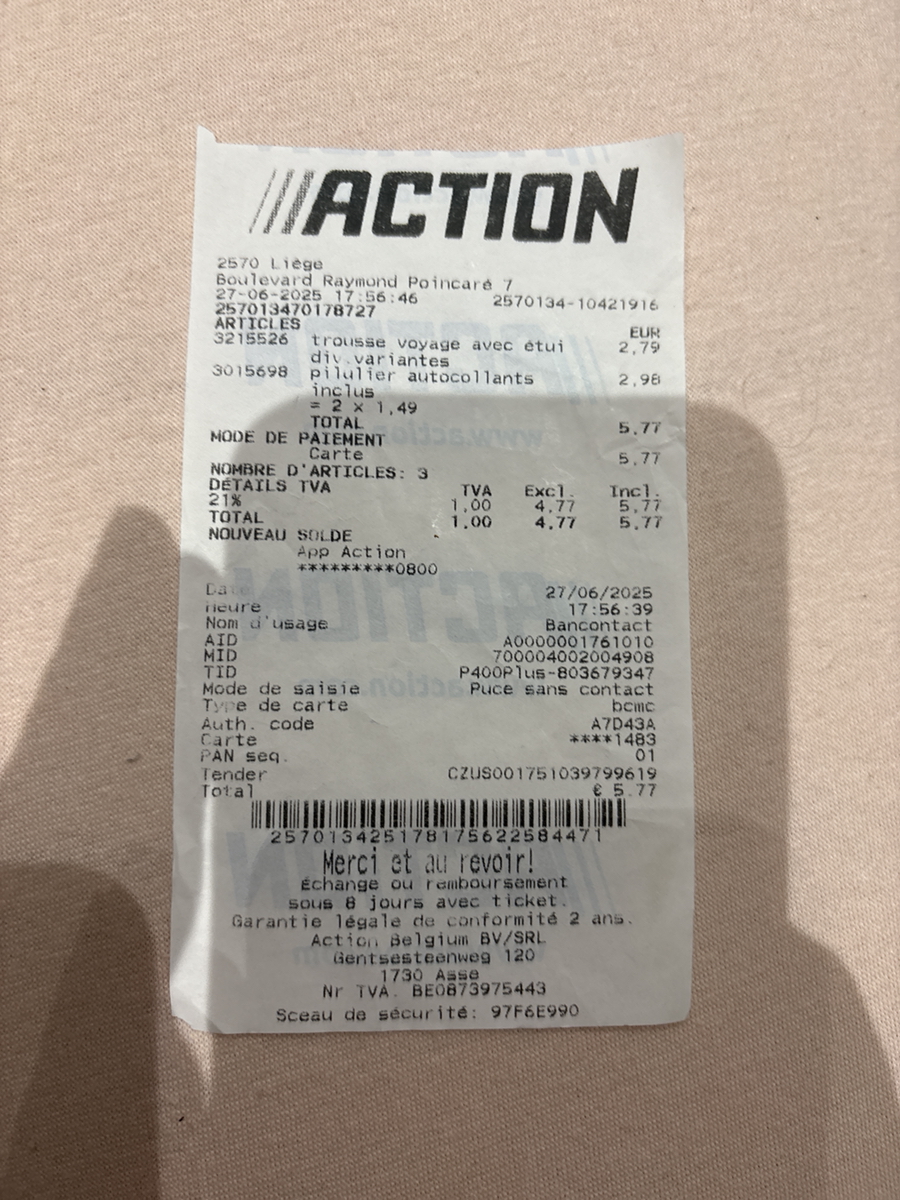 ACTION
2570 Liège
Boulevard Raymond Poincaré 7
27-06-2025 17:56:46 2570134-10421916
257013470178727
ARTICLES EUR
3215526 trousse voyage avec étui 2,79
div.variantes
3015698 pilulier autocollants 2,98
inclus
= 2 x 1,49
TOTAL 5,77
MODE DE PAIEMENT
Carte 5,77
NOMBRE D'ARTICLES: 3
DÉTAILS TVA TVA Excl. Incl.
21% 1,00 4,77 5,77
TOTAL 1,00 4,77 5,77
NOUVEAU SOLDE
App Action
*********0800
Date 27/06/2025
Heure 17:56:39
Nom d'usage Bancontact
AID A0000001761010
MID 700004002004908
TID P400Plus-803679347
Mode de saisie Puce sans contact
Type de carte bcmc
Auth. code A7D43A
Carte ****1483
PAN seq. 01
Tender CZUS001751039799619
Total € 5.77
257013425178175622584471
Merci et au revoir!
Échange ou remboursement
sous 8 jours avec ticket.
Garantie légale de conformité 2 ans.
Action Belgium BV/SRL
Gentsesteenweg 120
1730 Asse
Nr TVA. BE0873975443
Sceau de sécurité: 97F6E990